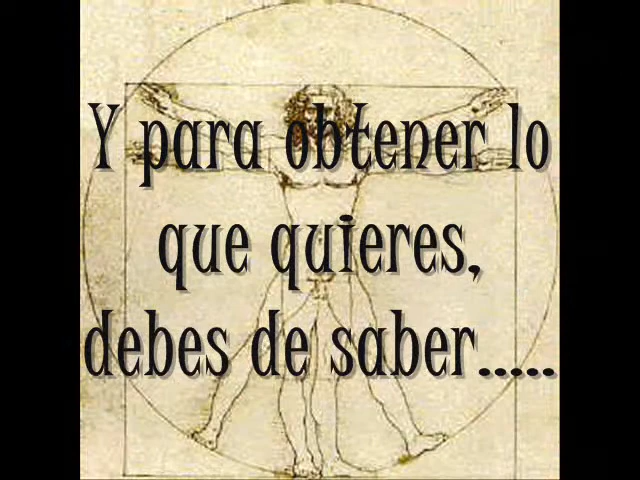 Y para obtener lo
que quieres,
debes de saber.....